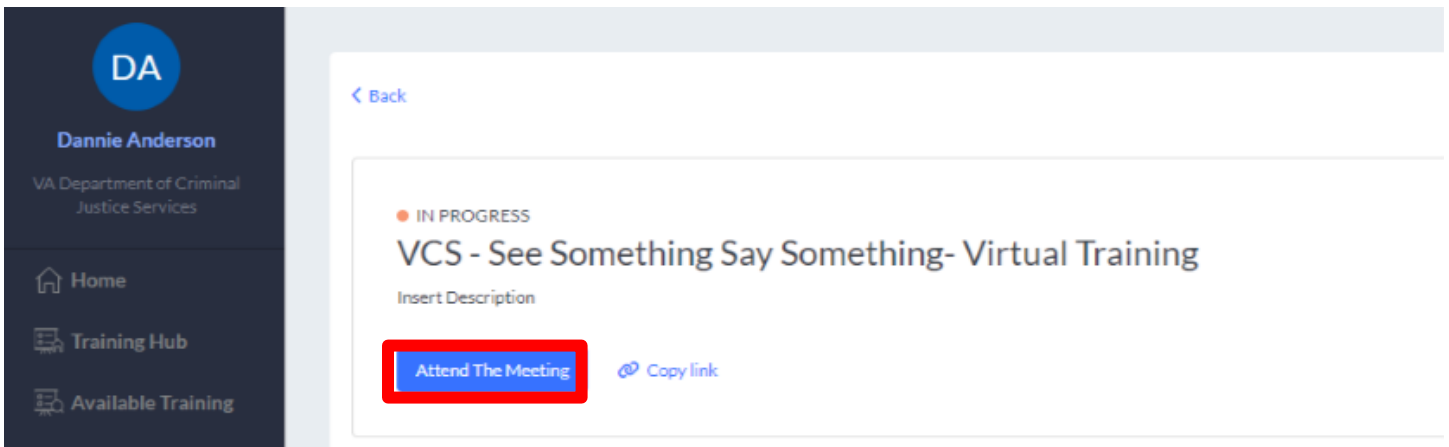 DA
Dannie Anderson
VA Department of Criminal
Justice Services
Home
Training Hub
Available Training
Back
IN PROGRESS
VCS - See Something Say Something- Virtual Training
Insert Description
Attend The Meeting
Copy link